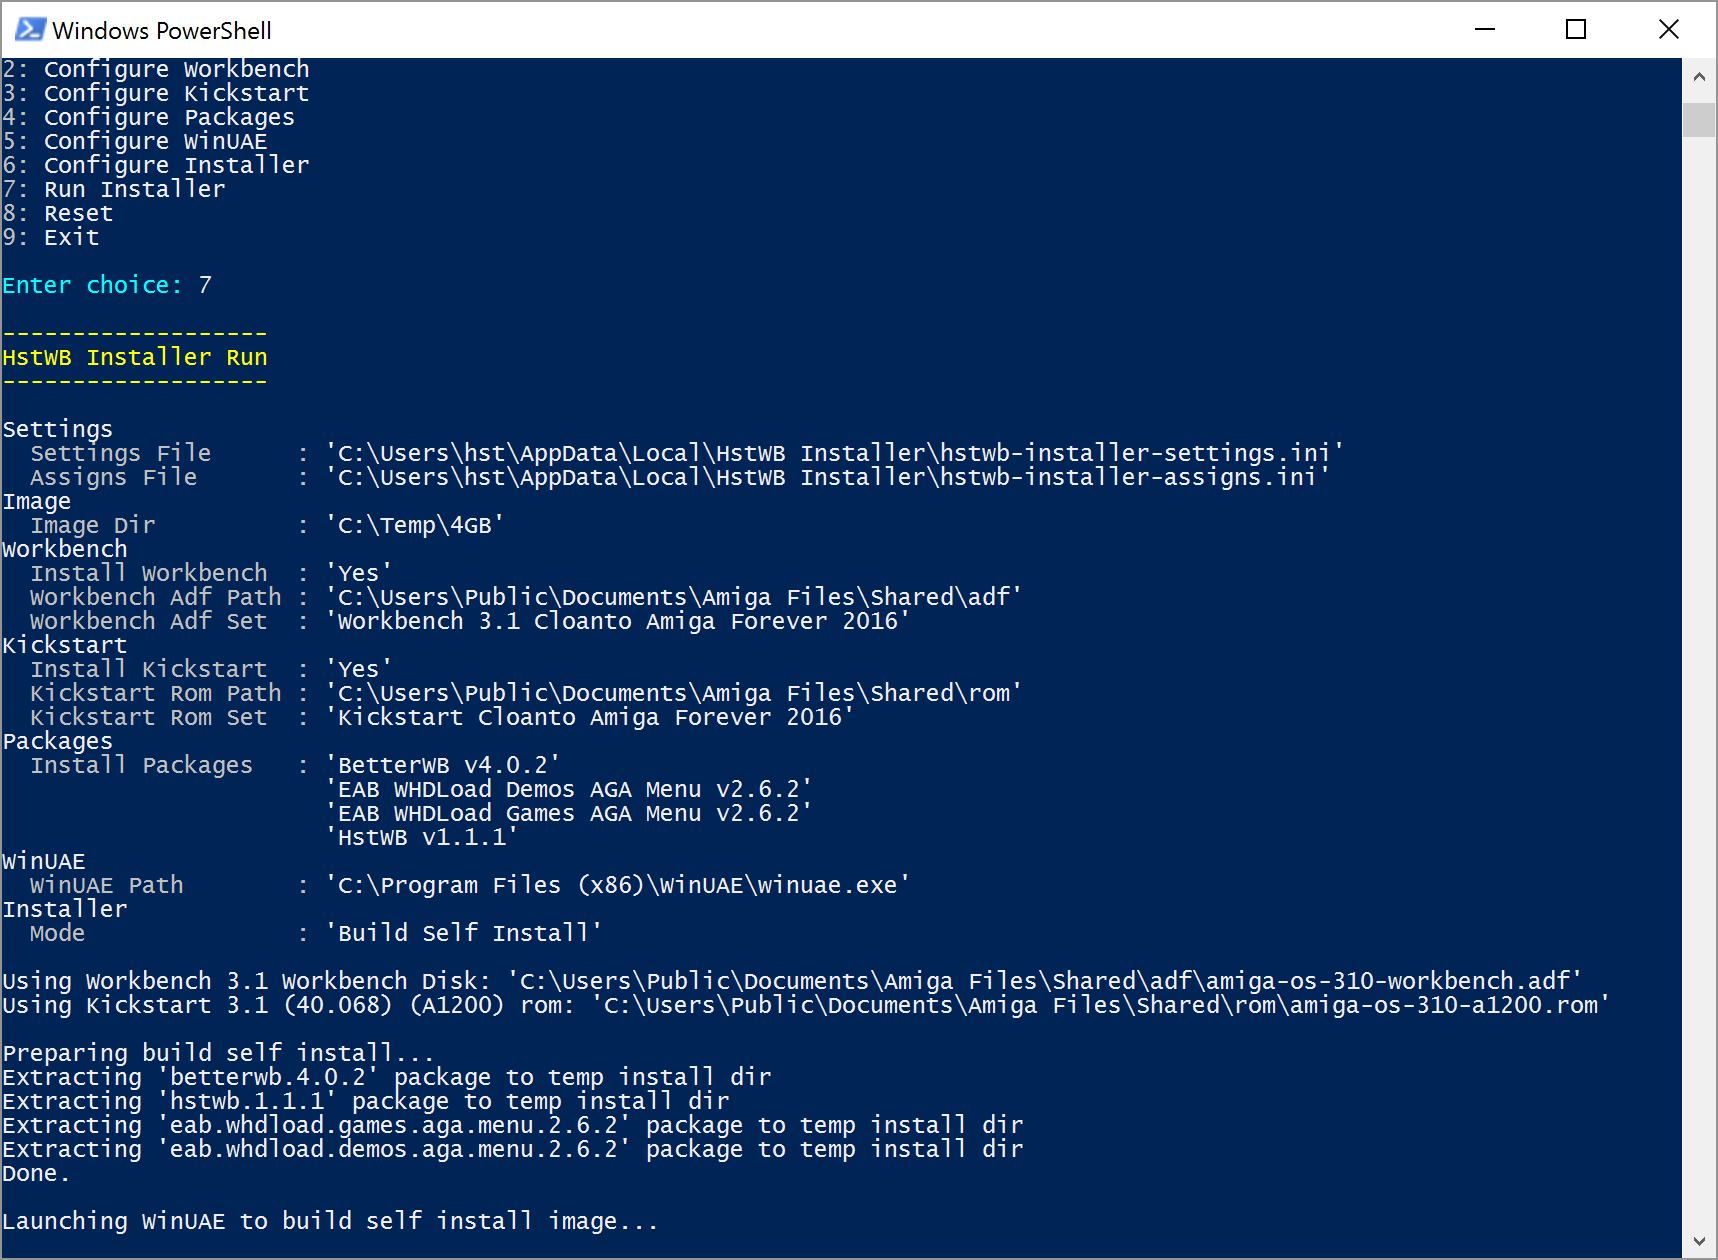 Windows PowerShell
2: Configure Workbench
3: Configure Kickstart
4: Configure Packages
5: Configure WinUAE
6: Configure Installer
7: Run Installer
8: Reset
9: Exit
Enter choice: 7
-------------------
HstWB Installer Run
-------------------
Settings
  Settings File      : 'C:\Users\hst\AppData\Local\HstWB Installer\hstwb-installer-settings.ini'
  Assigns File       : 'C:\Users\hst\AppData\Local\HstWB Installer\hstwb-installer-assigns.ini'
Image
  Image Dir          : 'C:\Temp\4GB'
Workbench
  Install Workbench  : 'Yes'
  Workbench Adf Path : 'C:\Users\Public\Documents\Amiga Files\Shared\adf'
  Workbench Adf Set  : 'Workbench 3.1 Cloanto Amiga Forever 2016'
Kickstart
  Install Kickstart  : 'Yes'
  Kickstart Rom Path : 'C:\Users\Public\Documents\Amiga Files\Shared\rom'
  Kickstart Rom Set  : 'Kickstart Cloanto Amiga Forever 2016'
Packages
  Install Packages   : 'BetterWB v4.0.2'
                       'EAB WHDLoad Demos AGA Menu v2.6.2'
                       'EAB WHDLoad Games AGA Menu v2.6.2'
                       'HstWB v1.1.1'
WinUAE
  WinUAE Path        : 'C:\Program Files (x86)\WinUAE\winuae.exe'
Installer
  Mode               : 'Build Self Install'
Using Workbench 3.1 Workbench Disk: 'C:\Users\Public\Documents\Amiga Files\Shared\adf\amiga-os-310-workbench.adf'
Using Kickstart 3.1 (40.068) (A1200) rom: 'C:\Users\Public\Documents\Amiga Files\Shared\rom\amiga-os-310-a1200.rom'
Preparing build self install...
Extracting 'betterwb.4.0.2' package to temp install dir
Extracting 'hstwb.1.1.1' package to temp install dir
Extracting 'eab.whdload.games.aga.menu.2.6.2' package to temp install dir
Extracting 'eab.whdload.demos.aga.menu.2.6.2' package to temp install dir
Done.
Launching WinUAE to build self install image...